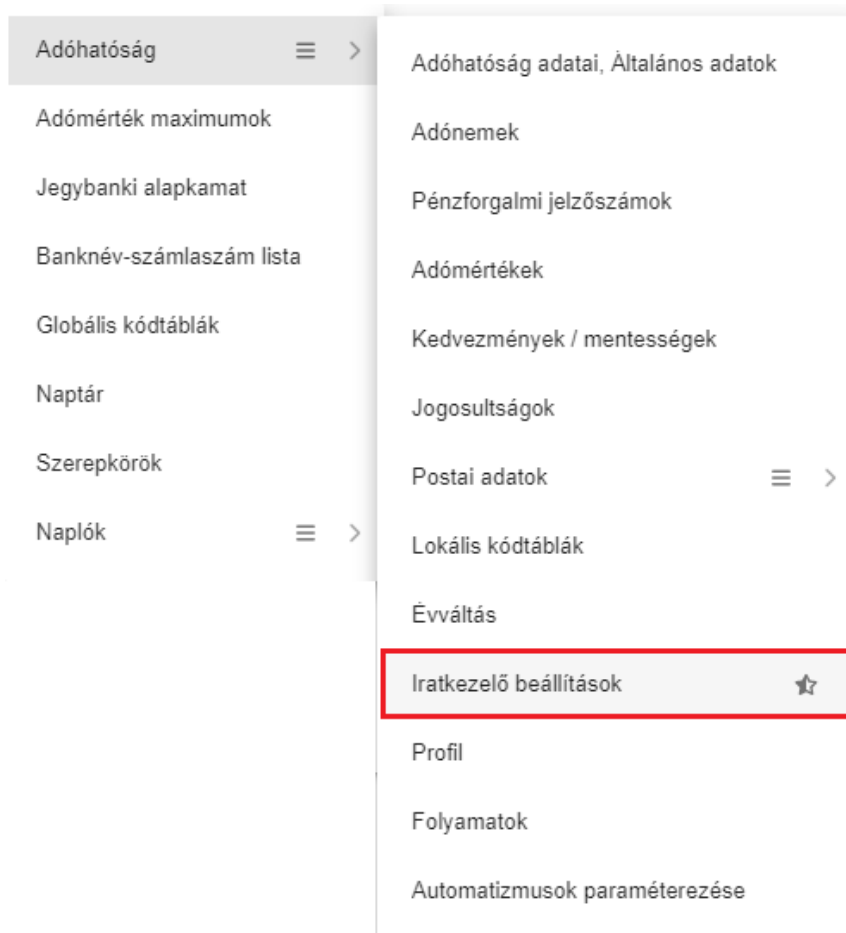 Adóhatóság
Adómérték maximumok
Jegybanki alapkamat
Banknév-számlaszám lista
Globális kódtáblák
Naptár
Szerepkörök
Naplók
Adóhatóság adatai, Általános adatok
Adónemek
Pénzforgalmi jelzőszámok
Adómértékek
Kedvezmények / mentességek
Jogosultságok
Postai adatok
Lokális kódtáblák
Évváltás
Iratkezelő beállítások
Profil
Folyamatok
Automatizmusok paraméterezése